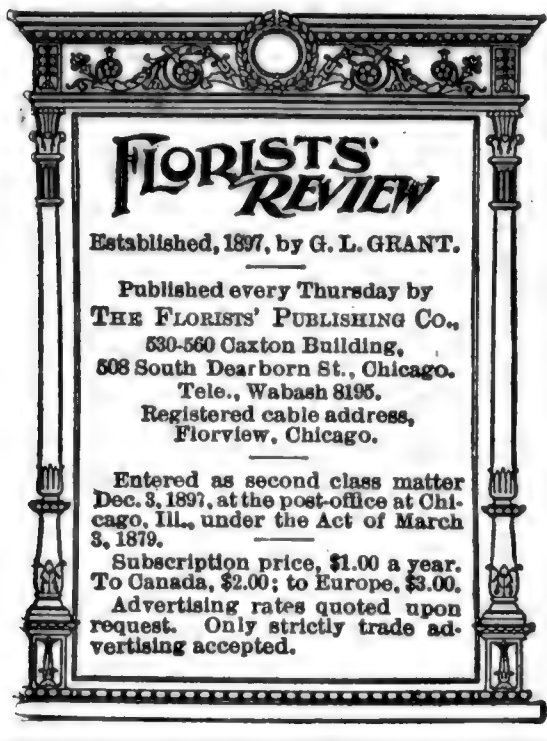 FLORISTS'
REVIEW
Established, 1897, by G. L. GRANT.
Published every Thursday by
THE FLORISTS' PUBLISHING CO.,
530-560 Caxton Building,
508 South Dearborn St., Chicago.
Tele., Wabash 8195.
Registered cable address,
Florview, Chicago.
Entered as second class matter
Dec. 3, 1897, at the post-office at Chi-
cago, Ill., under the Act of March
3, 1879.
Subscription price, $1.00 a year.
To Canada, $2.00; to Europe, $3.00.
Advertising rates quoted upon
request. Only strictly trade ad-
vertising accepted.